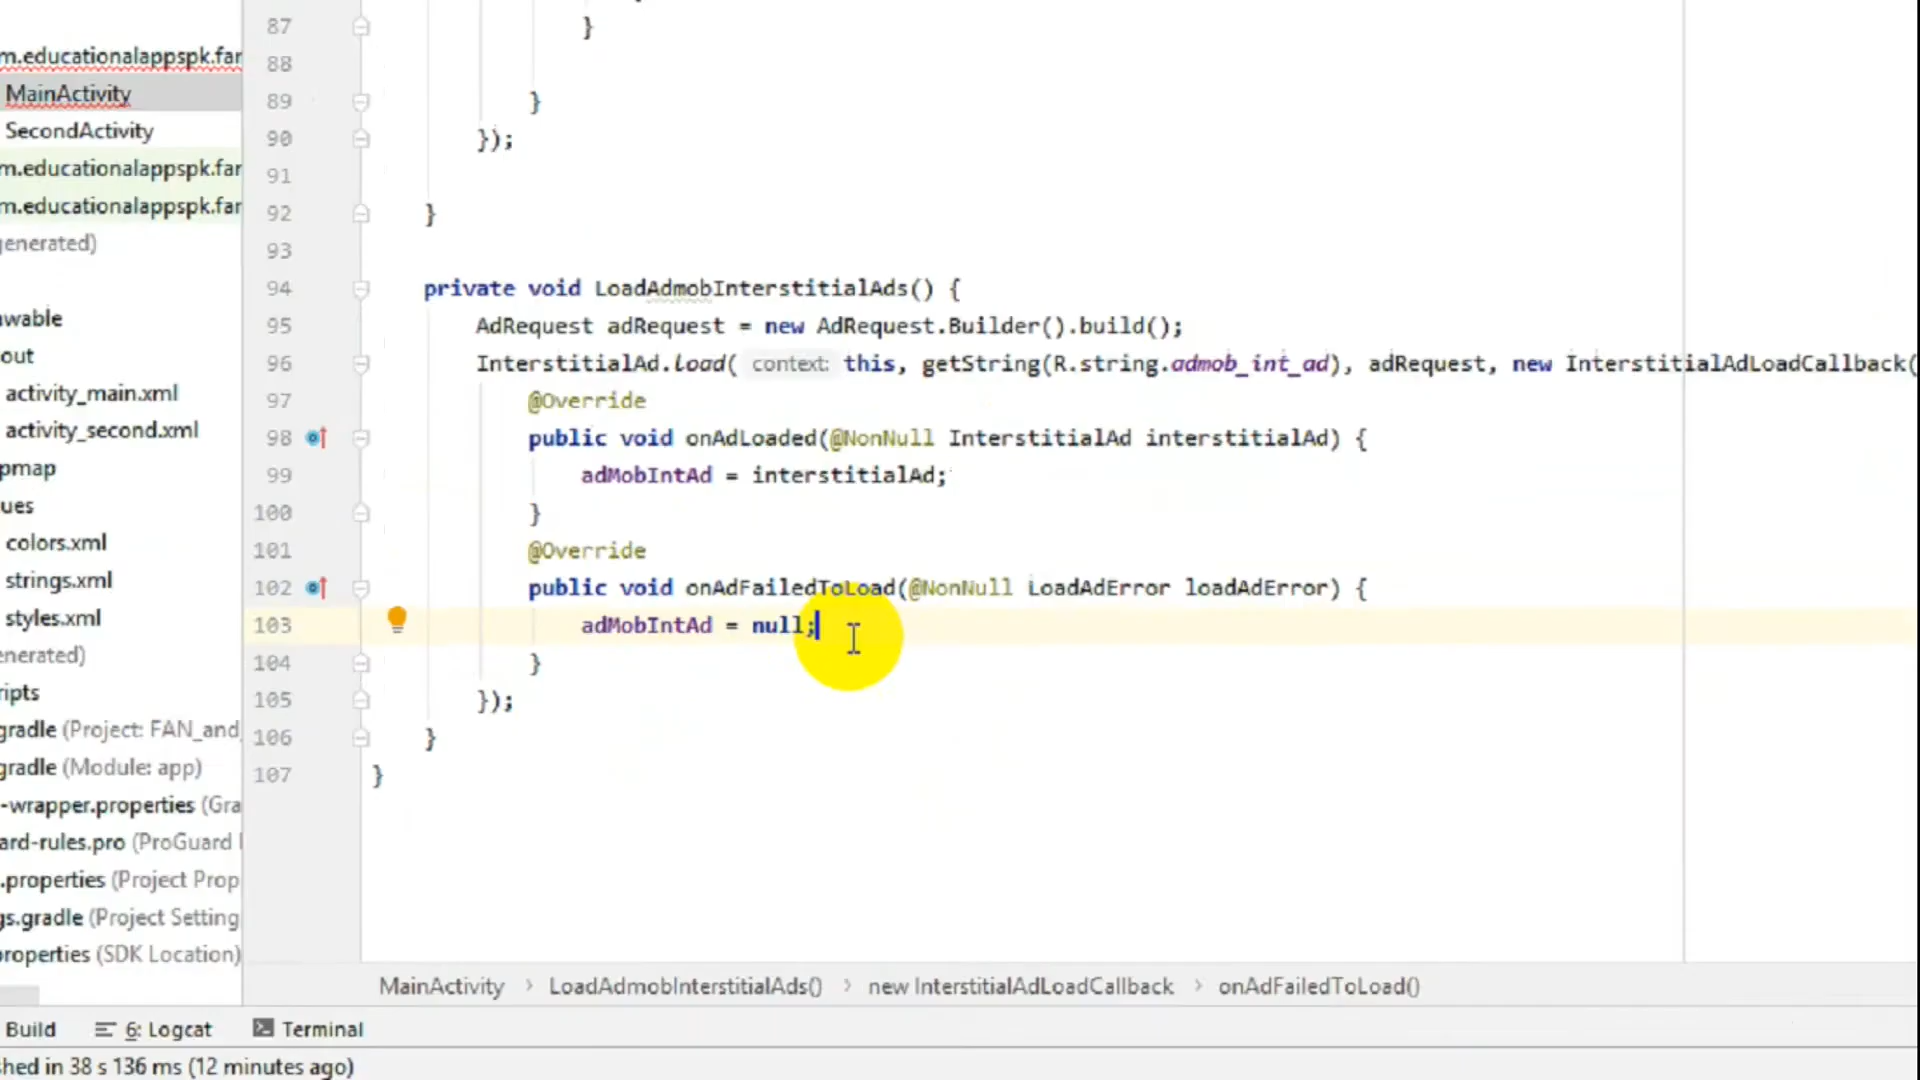 m.educationalappspk.far
MainActivity
SecondActivity
m.educationalappspk.far
m.educationalappspk.far
generated)
awable
out
activity_main.xml
activity_second.xml
pmap
ues
colors.xml
strings.xml
styles.xml
enerated)
ripts
gradle (Project: FAN_and_
gradle (Module: app)
-wrapper.properties (Gra
ard-rules.pro (ProGuard
.properties (Project Prop
gs.gradle (Project Setting
properties (SDK Location)
87 }
88
89 }
90 });
91
92 }
93
94 private void LoadAdmobInterstitialAds() {
95 AdRequest adRequest = new AdRequest.Builder().build();
96 InterstitialAd.load( context: this, getString(R.string.admob_int_ad), adRequest, new InterstitialAdLoadCallback(
97 @Override
98 public void onAdLoaded(@NonNull InterstitialAd interstitialAd) {
99 adMobIntAd = interstitialAd;
100 }
101 @Override
102 public void onAdFailedToLoad(@NonNull LoadAdError loadAdError) {
103 adMobIntAd = null;
104 }
105 });
106 }
107 }
MainActivity › LoadAdmobInterstitialAds() › new InterstitialAdLoadCallback › onAdFailedToLoad()
Build 6: Logcat Terminal
shed in 38 s 136 ms (12 minutes ago)